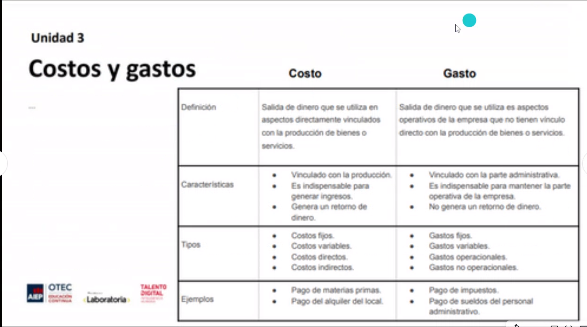 Unidad 3
Costos y gastos
Costo
Gasto
Definición
Salida de dinero que se utiliza en
aspectos directamente vinculados
con la producción de bienes o
servicios.
Salida de dinero que se utiliza es aspectos
operativos de la empresa que no tienen vínculo
directo con la producción de bienes o servicios.
Características
Vinculado con la producción.
Es indispensable para
generar ingresos.
Genera un retorno de
dinero.
Vinculado con la parte administrativa.
Es indispensable para mantener la parte
operativa de la empresa.
No genera un retorno de dinero.
Tipos
Costos fijos.
Costos variables.
Costos directos.
Costos indirectos.
Gastos fijos.
Gastos variables.
Gastos operacionales.
Gastos no operacionales.
Ejemplos
Pago de materias primas.
Pago del alquiler del local.
Pago de impuestos.
Pago de sueldos del personal
administrativo.
AIEP
OTEC
EDUCACIÓN
CONTINUA
Laboratoria
TALENTO
DIGITAL